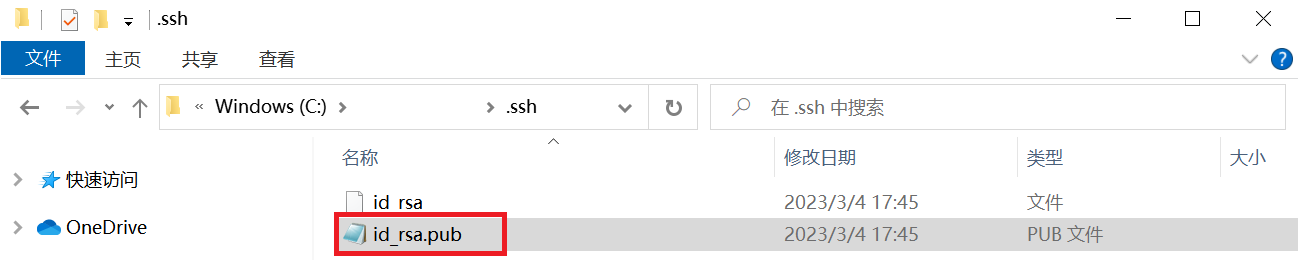 .ssh
文件 主页 共享 查看
« Windows (C:) .ssh 在 .ssh 中搜索
名称 修改日期 类型 大小
快速访问
id_rsa 2023/3/4 17:45 文件
OneDrive
id_rsa.pub 2023/3/4 17:45 PUB 文件